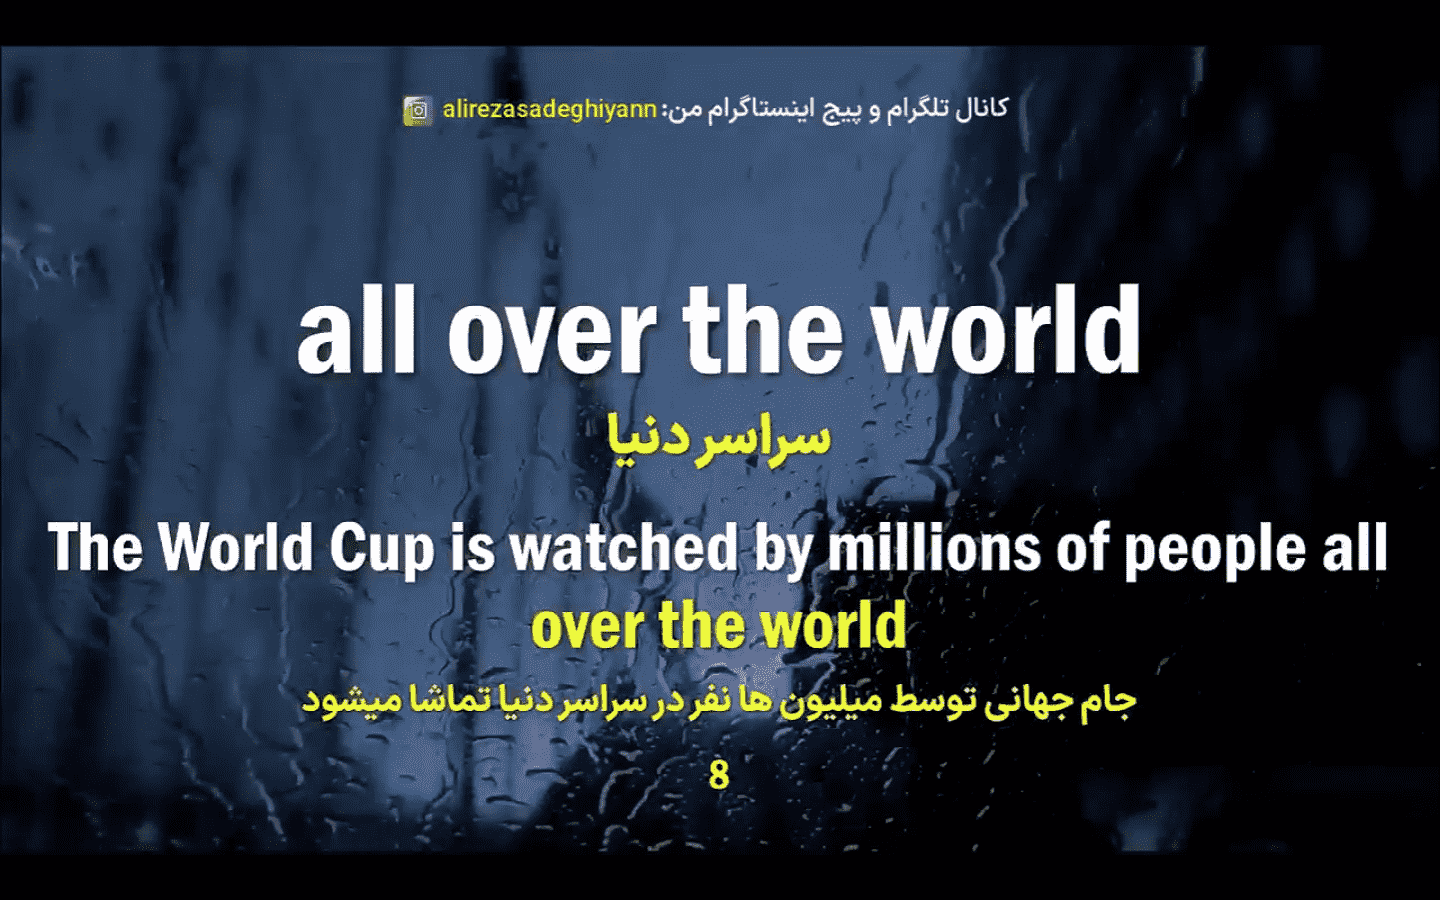 کانال تلگرام و پیج اینستاگرام من: alirezasadeghiyann
all over the world
سراسر دنیا
The World Cup is watched by millions of people all
over the world
جام جهانی توسط میلیون ها نفر در سراسر دنیا تماشا میشود
8